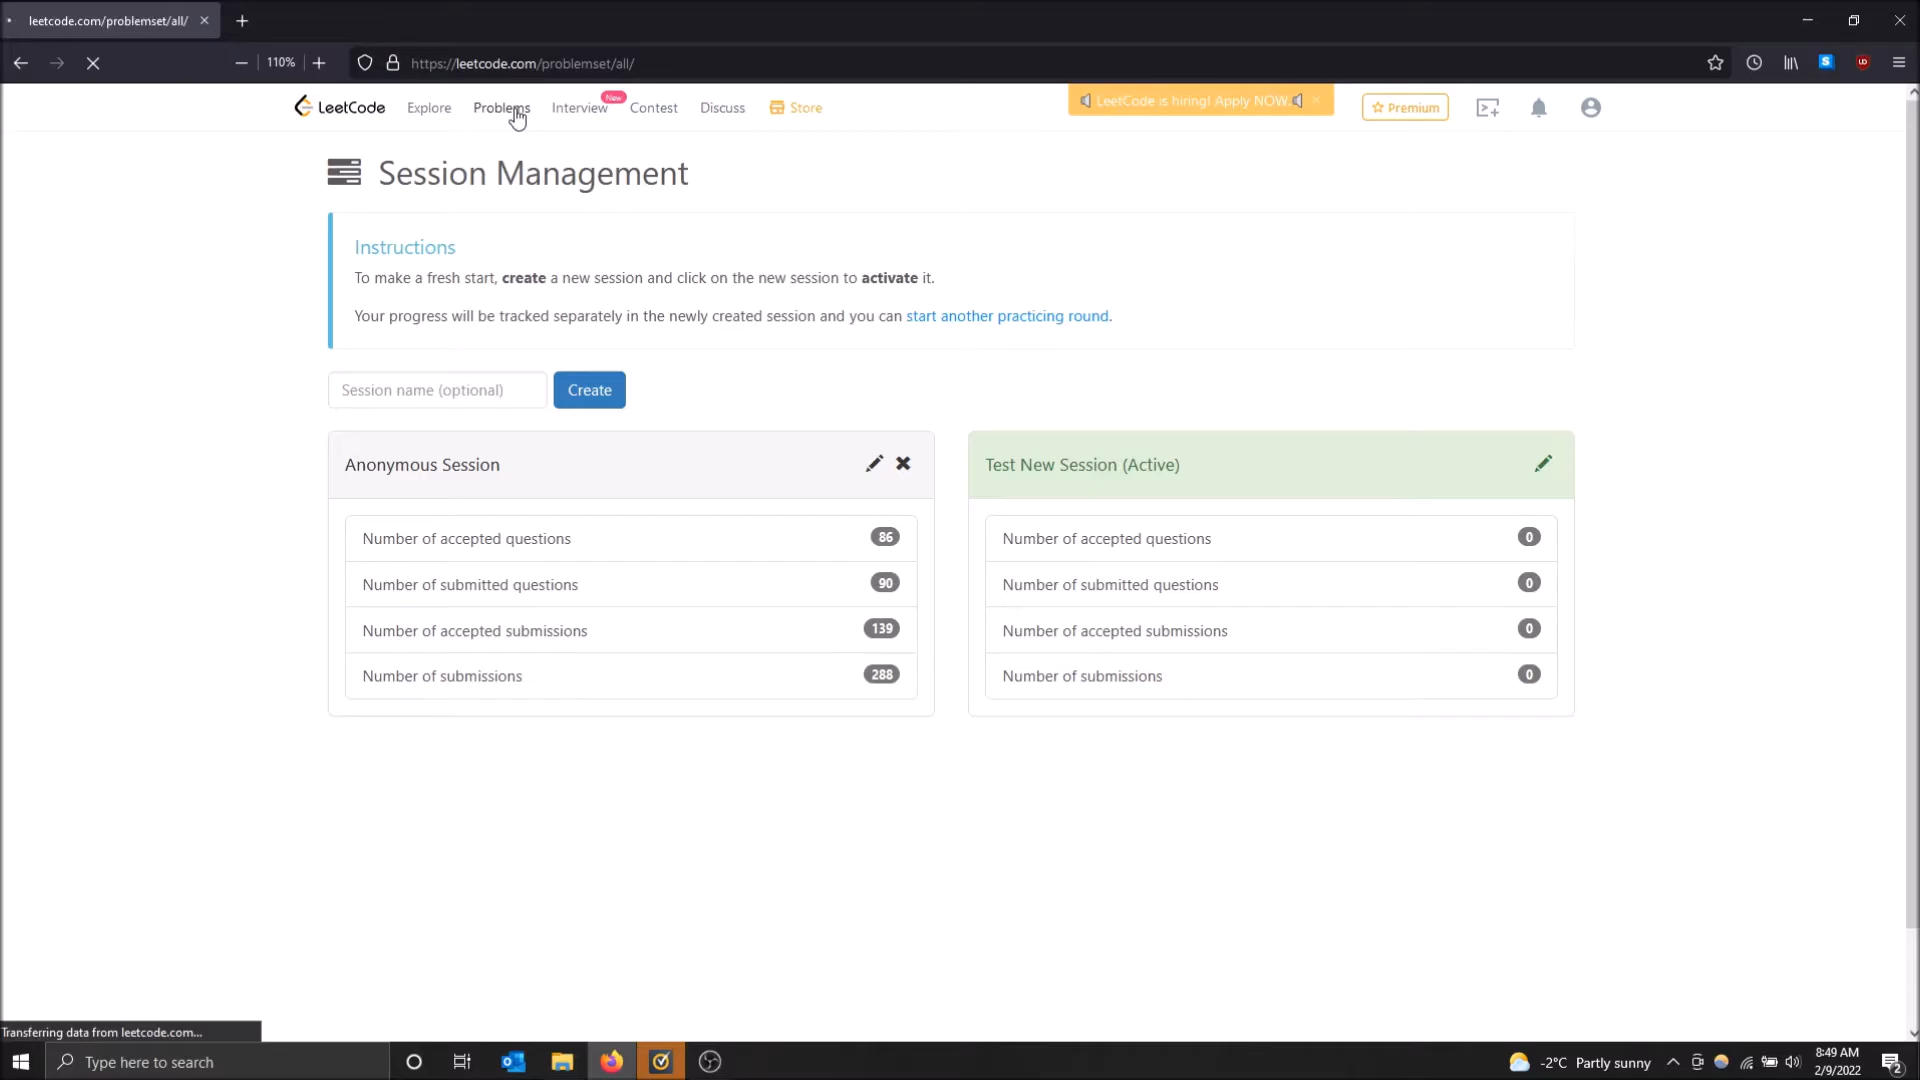 leetcode.com/problemset/all/
110%
https://leetcode.com/problemset/all/
LeetCode
Explore
Problems
Interview
New
Contest
Discuss
Store
LeetCode is hiring! Apply NOW.
Premium
Session Management
Instructions
To make a fresh start, create a new session and click on the new session to activate it.
Your progress will be tracked separately in the newly created session and you can start another practicing round.
Session name (optional)
Create
Anonymous Session
Number of accepted questions 86
Number of submitted questions 90
Number of accepted submissions 139
Number of submissions 288
Test New Session (Active)
Number of accepted questions 0
Number of submitted questions 0
Number of accepted submissions 0
Number of submissions 0
Transferring data from leetcode.com...
Type here to search
-2°C Partly sunny
8:49 AM
2/9/2022
2